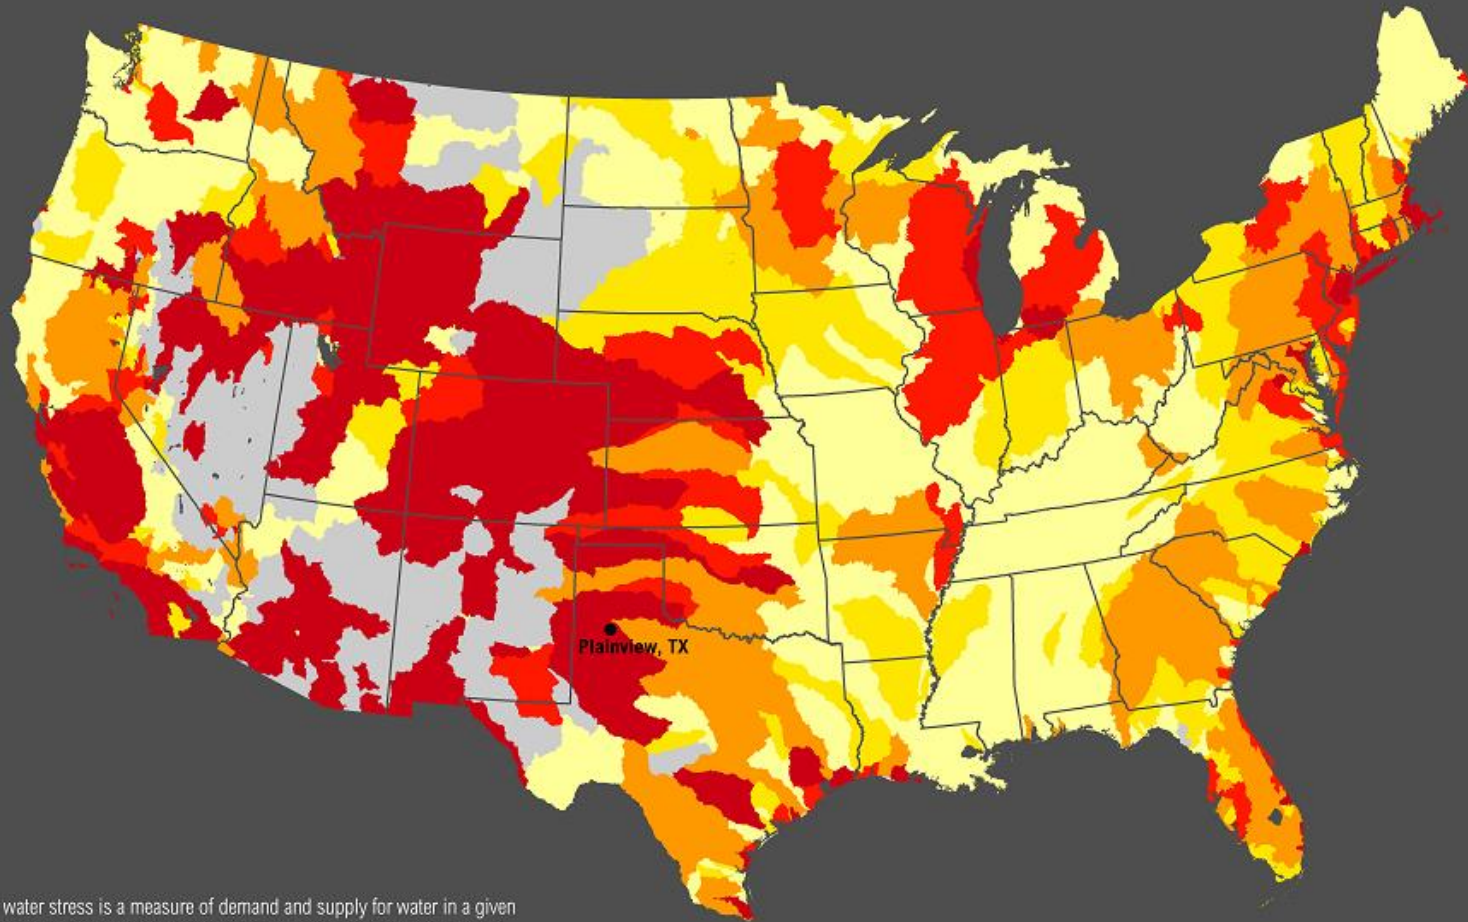 Plainview, TX
water stress is a measure of demand and supply for water in a given